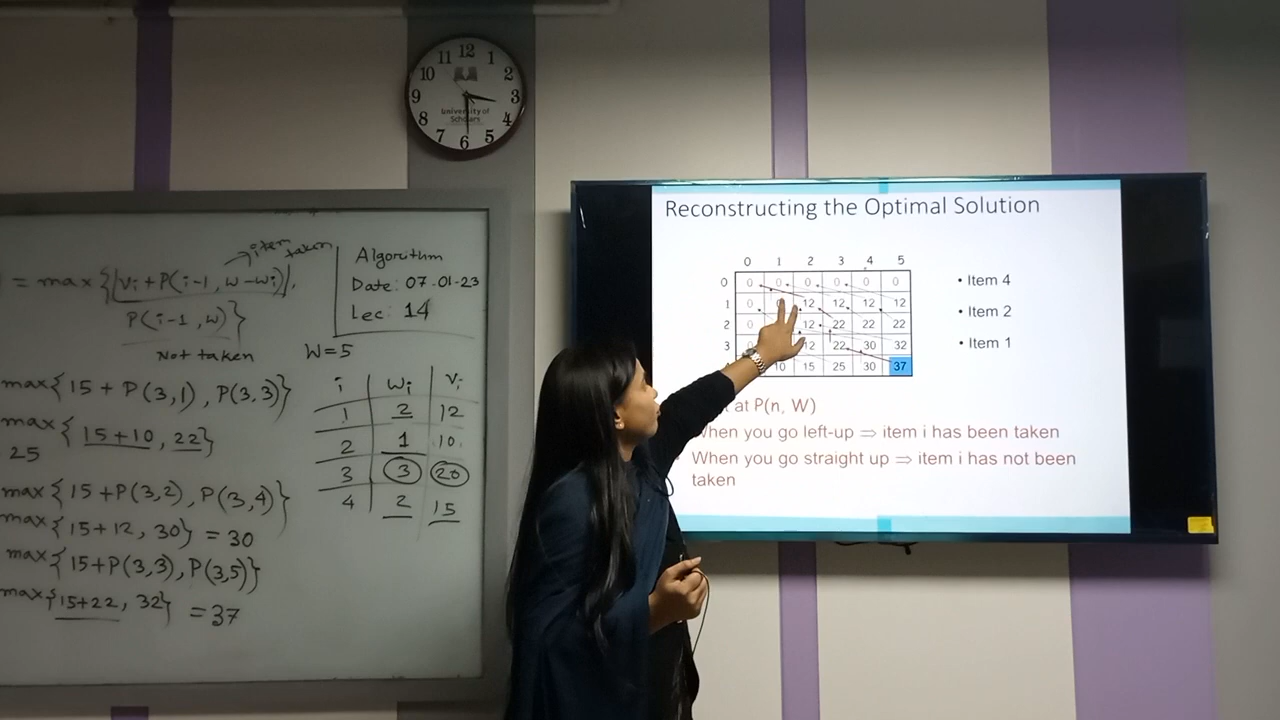 = max{[Vi + P(i-1, W-wi)],
P(i-1, W)}
item taken
Not taken
Algorithm
Date: 07-01-23
Lec: 14
max{15 + P(3,1), P(3,3)}
max{15+10, 22}
25
max{15+P(3,2), P(3,4)}
max{15+12, 30} = 30
max{15+P(3,3), P(3,5)}
max{15+22, 32} = 37
W=5
i wi vi
1 2 12
2 1 10
3 3 20
4 2 15
12 1 2 3 4 5 6 7 8 9 10 11
University of
Scholars
Reconstructing the Optimal Solution
0 1 2 3 4 5
0 0 0 0 0 0 0
1 0 0 12 12 12 12
2 0 12 22 22 22
3 12 22 30 32
10 15 25 30 37
• Item 4
• Item 2
• Item 1
at P(n, W)
When you go left-up ⇒ item i has been taken
When you go straight up ⇒ item i has not been
taken